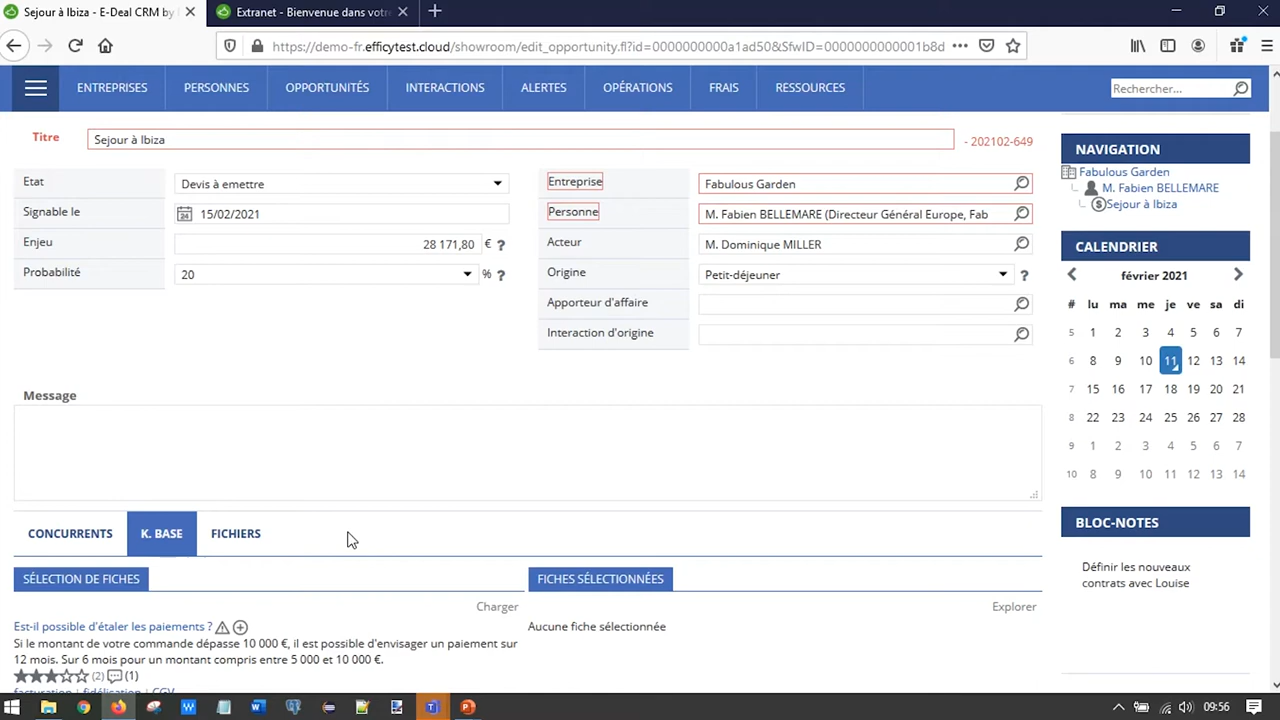 Sejour à Ibiza - E-Deal CRM by
Extranet - Bienvenue dans votr
https://demo-fr.efficytest.cloud/showroom/edit_opportunity.fl?id=0000000000a1ad50&SfwID=0000000000001b8d
ENTREPRISES PERSONNES OPPORTUNITÉS INTERACTIONS ALERTES OPÉRATIONS FRAIS RESSOURCES Rechercher...
Titre Sejour à Ibiza - 202102-649
Etat Devis à emettre
Signable le 15/02/2021
Enjeu 28 171,80 € ?
Probabilité 20 % ?
Entreprise Fabulous Garden
Personne M. Fabien BELLEMARE (Directeur Général Europe, Fab
Acteur M. Dominique MILLER
Origine Petit-déjeuner ?
Apporteur d'affaire
Interaction d'origine
Message
CONCURRENTS K. BASE FICHIERS
SÉLECTION DE FICHES
Charger
Est-il possible d'étaler les paiements ?
Si le montant de votre commande dépasse 10 000 €, il est possible d'envisager un paiement sur
12 mois. Sur 6 mois pour un montant compris entre 5 000 et 10 000 €.
(2) (1)
facturation | fidélisation | CGV
FICHES SÉLECTIONNÉES
Explorer
Aucune fiche sélectionnée
NAVIGATION
Fabulous Garden
M. Fabien BELLEMARE
Sejour à Ibiza
CALENDRIER
février 2021
# lu ma me je ve sa di
5 1 2 3 4 5 6 7
6 8 9 10 11 12 13 14
7 15 16 17 18 19 20 21
8 22 23 24 25 26 27 28
9 1 2 3 4 5 6 7
10 8 9 10 11 12 13 14
BLOC-NOTES
Définir les nouveaux
contrats avec Louise
09:56